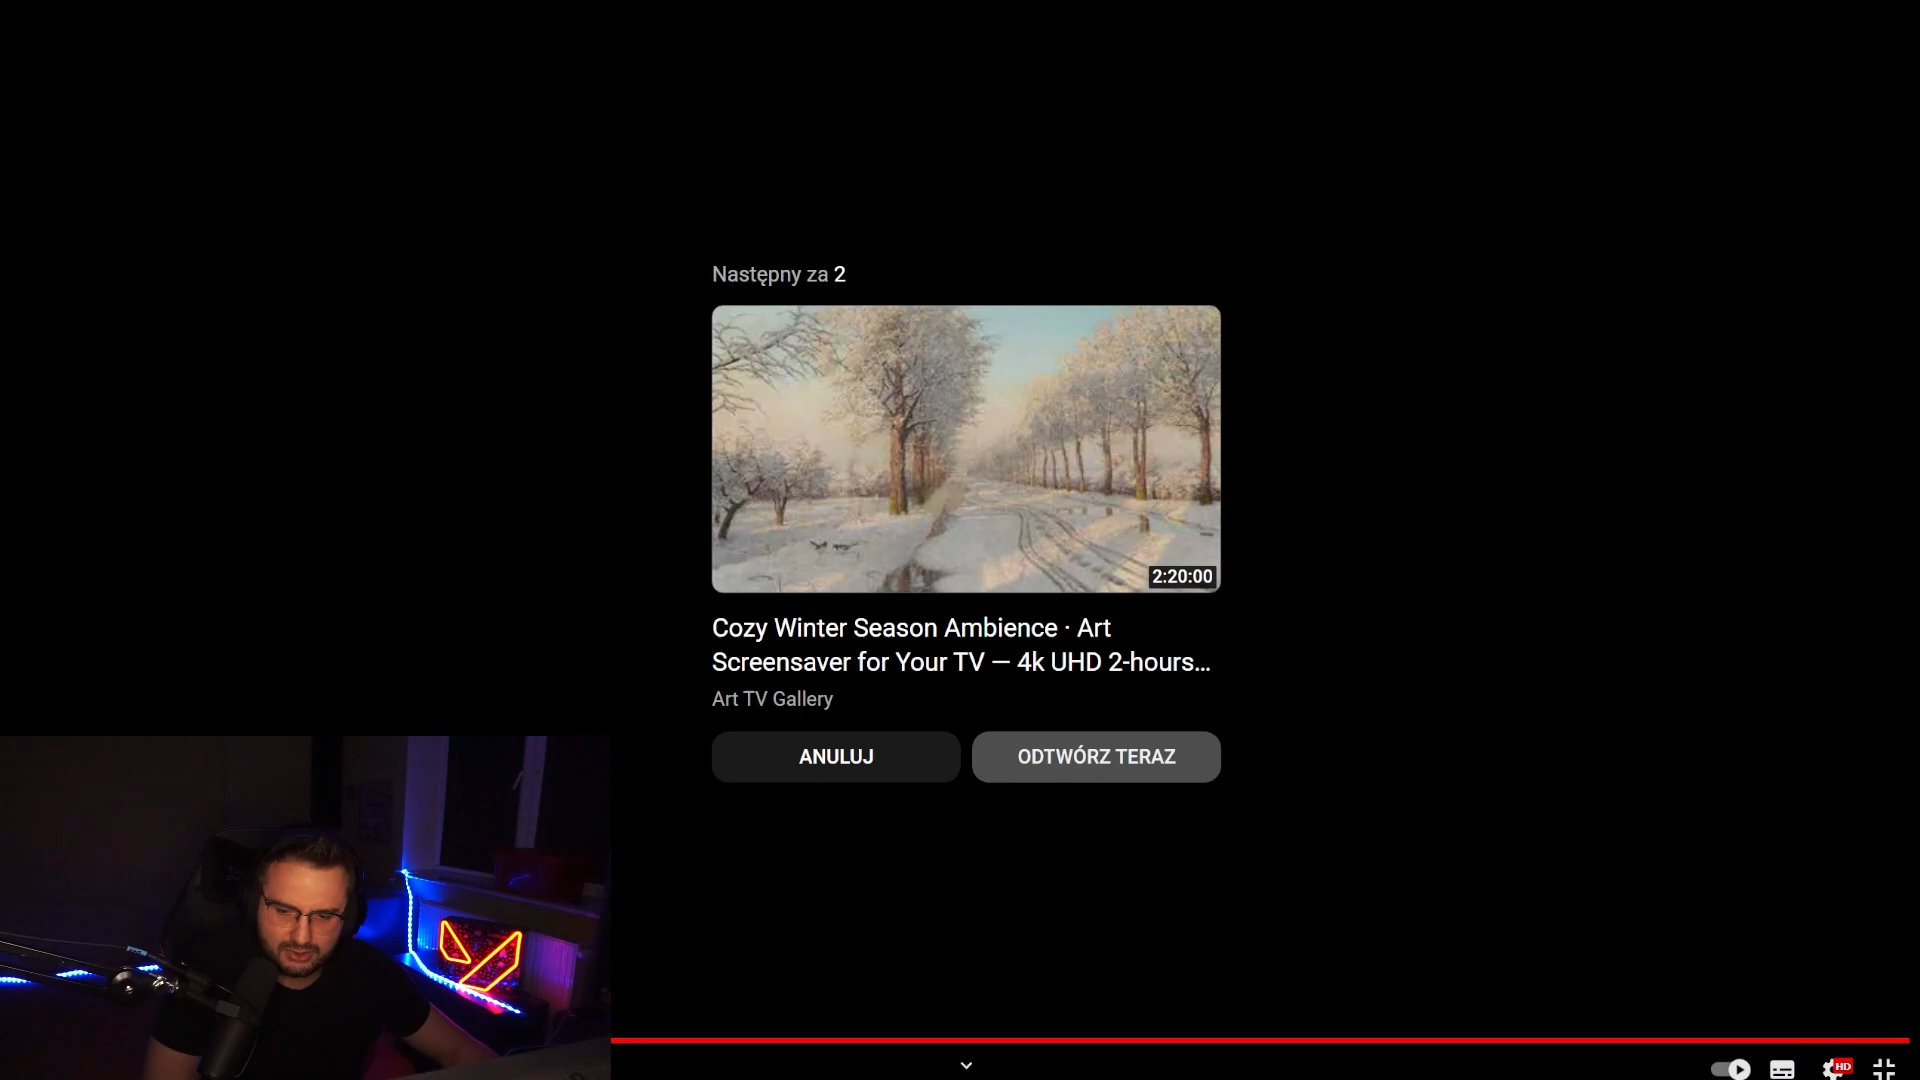 Następny za 2
2:20:00
Cozy Winter Season Ambience · Art
Screensaver for Your TV — 4k UHD 2-hours...
Art TV Gallery
ANULUJ
ODTWÓRZ TERAZ
HD